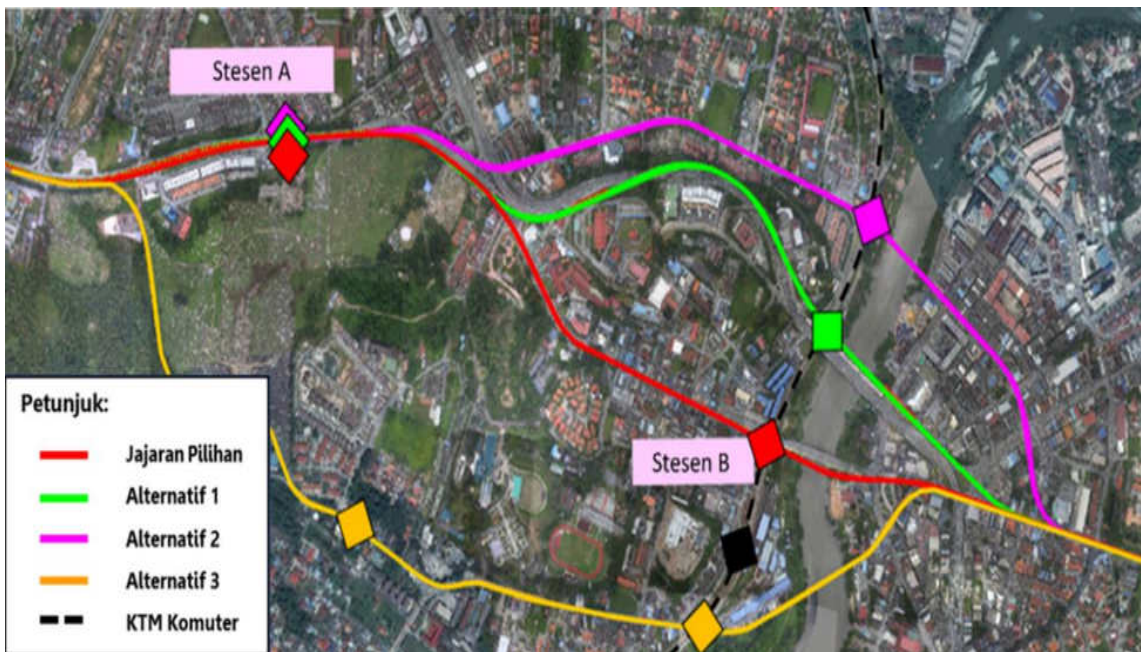 Stesen A
Stesen B
Petunjuk:
Jajaran Pilihan
Alternatif 1
Alternatif 2
Alternatif 3
KTM Komuter